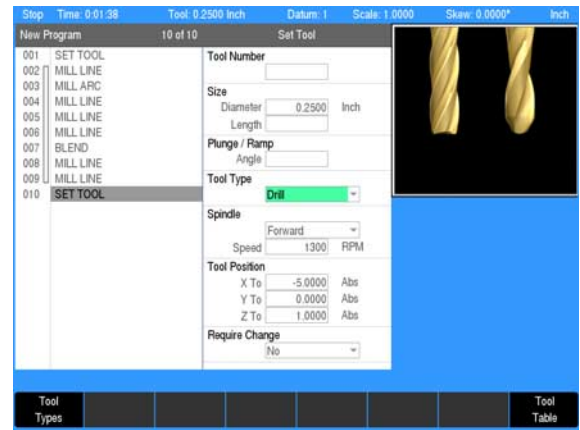 Stop Time: 0:01:38 Tool: 0.2500 Inch Datum: 1 Scale: 1.0000 Skew: 0.0000° Inch
New Program 10 of 10 Set Tool
001 SET TOOL
002 MILL LINE
003 MILL ARC
004 MILL LINE
005 MILL LINE
006 MILL LINE
007 BLEND
008 MILL LINE
009 MILL LINE
010 SET TOOL
Tool Number
Size
Diameter 0.2500 Inch
Length
Plunge / Ramp
Angle
Tool Type
Drill
Spindle
Forward
Speed 1300 RPM
Tool Position
X To -5.0000 Abs
Y To 0.0000 Abs
Z To 1.0000 Abs
Require Change
No
Tool Types
Tool Table